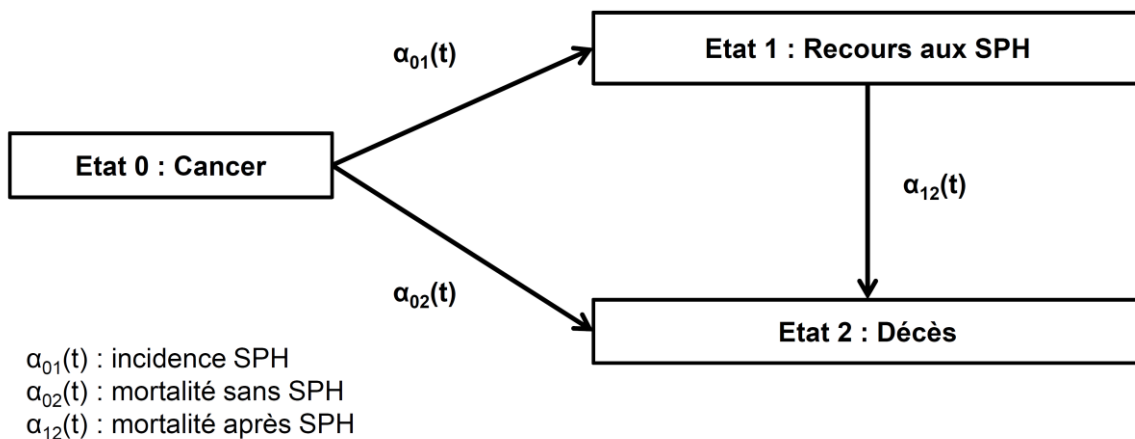 α01(t)
Etat 1 : Recours aux SPH
Etat 0 : Cancer
α12(t)
α02(t)
Etat 2 : Décès
α01(t) : incidence SPH
α02(t) : mortalité sans SPH
α12(t) : mortalité après SPH